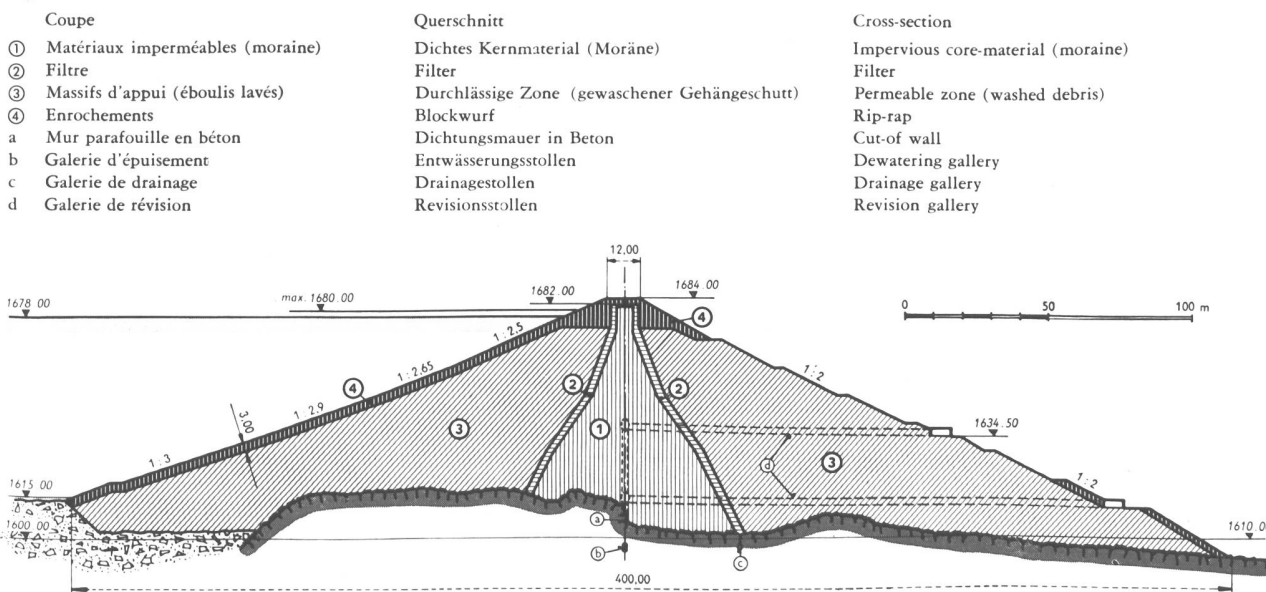 Coupe Querschnitt Cross-section
① Matériaux imperméables (moraine) Dichtes Kernmaterial (Moräne) Impervious core-material (moraine)
② Filtre Filter Filter
③ Massifs d'appui (éboulis lavés) Durchlässige Zone (gewaschener Gehängeschutt) Permeable zone (washed debris)
④ Enrochements Blockwurf Rip-rap
a Mur parafouille en béton Dichtungsmauer in Beton Cut-of wall
b Galerie d'épuisement Entwässerungsstollen Dewatering gallery
c Galerie de drainage Drainagestollen Drainage gallery
d Galerie de révision Revisionsstollen Revision gallery
12,00
1678.00 max. 1680.00 1682.00 1684.00
0 50 100 m
④
1:2,5
1:2,65
1:2
④ ② ②
1:2,9
3,00
1634.50
③ ① ③
1:3
ⓓ
1:2
1615.00
ⓐ
1600.00 1610.0
ⓑ ⓒ
400,00